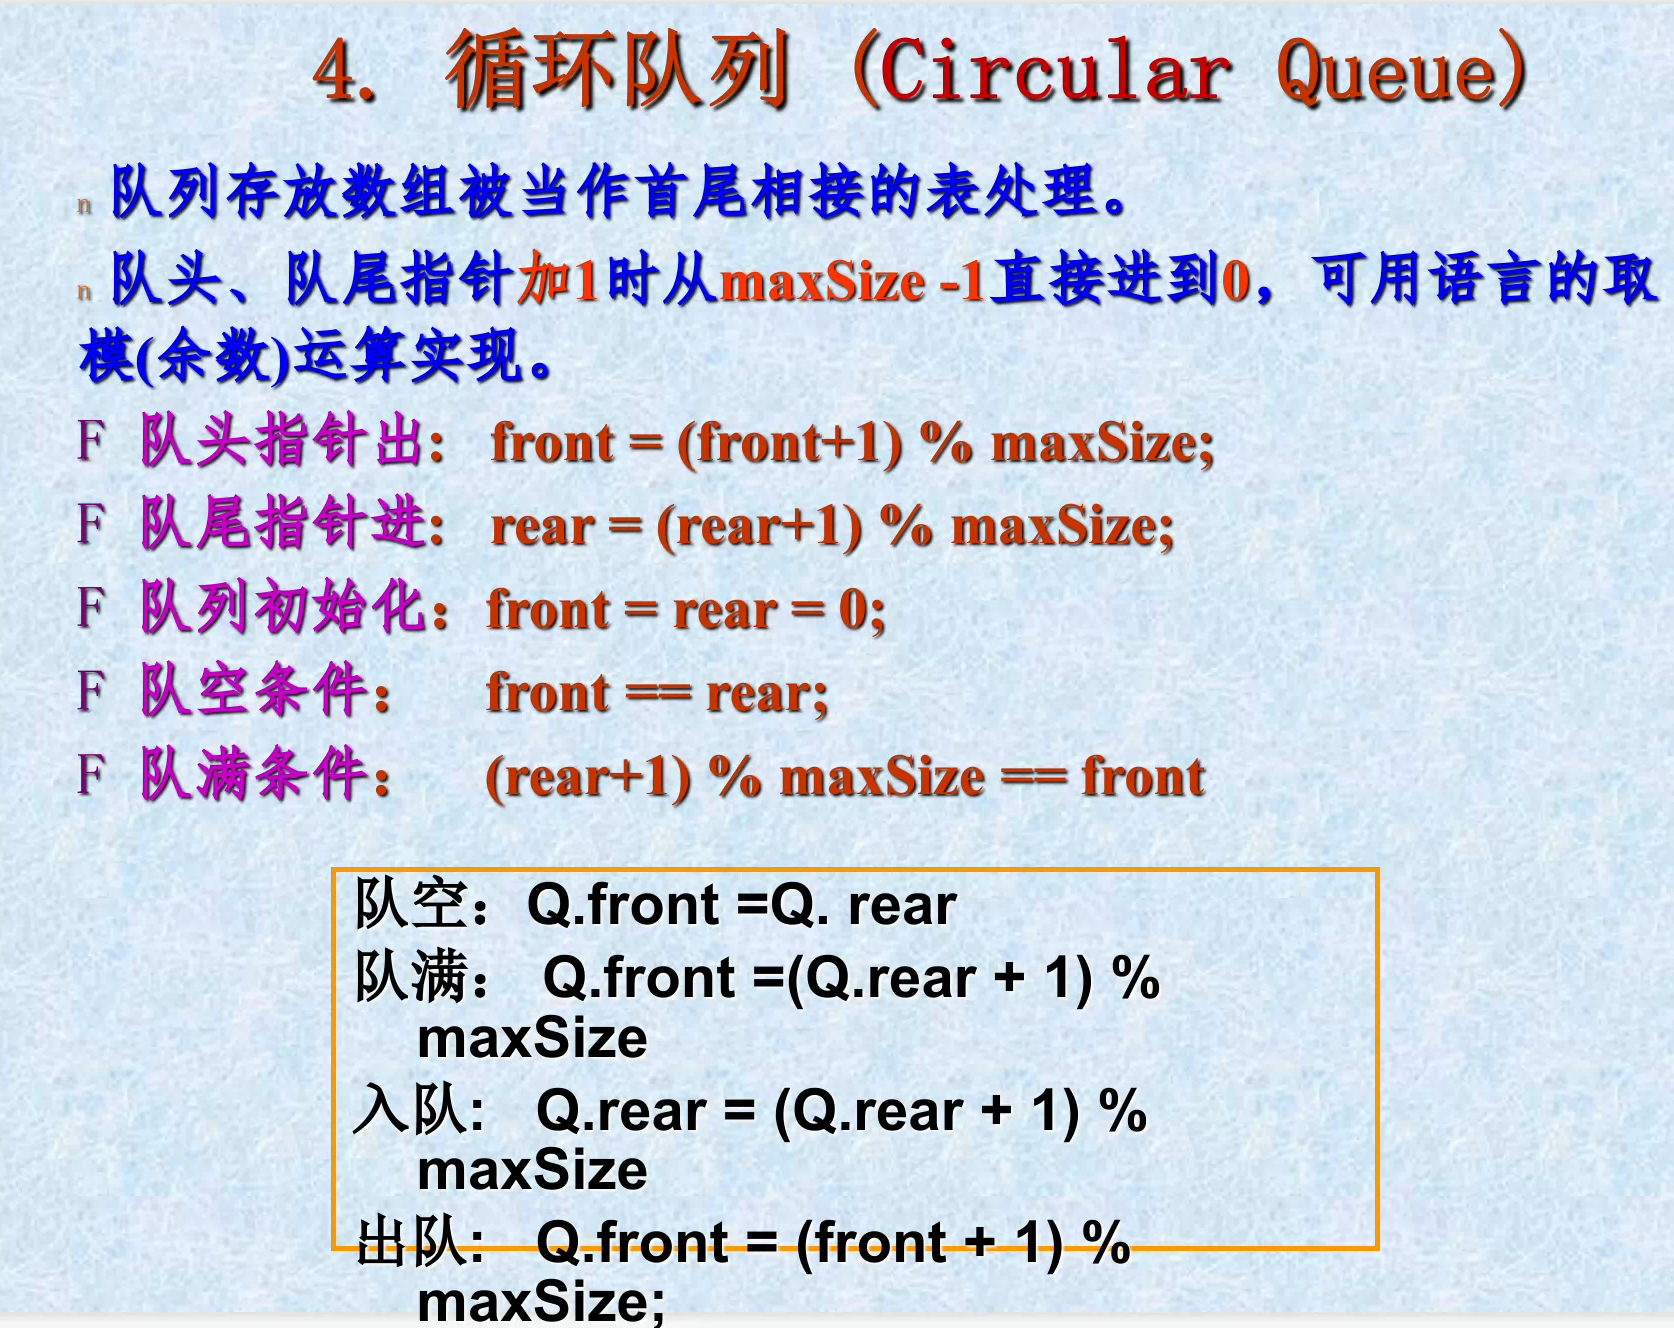 4. 循环队列 (Circular Queue)
n 队列存放数组被当作首尾相接的表处理。
n 队头、队尾指针加1时从maxSize -1直接进到0，可用语言的取
模(余数)运算实现。
F 队头指针出: front = (front+1) % maxSize;
F 队尾指针进: rear = (rear+1) % maxSize;
F 队列初始化：front = rear = 0;
F 队空条件： front == rear;
F 队满条件： (rear+1) % maxSize == front
队空：Q.front =Q. rear
队满： Q.front =(Q.rear + 1) %
maxSize
入队: Q.rear = (Q.rear + 1) %
maxSize
出队: Q.front = (front + 1) %
maxSize;